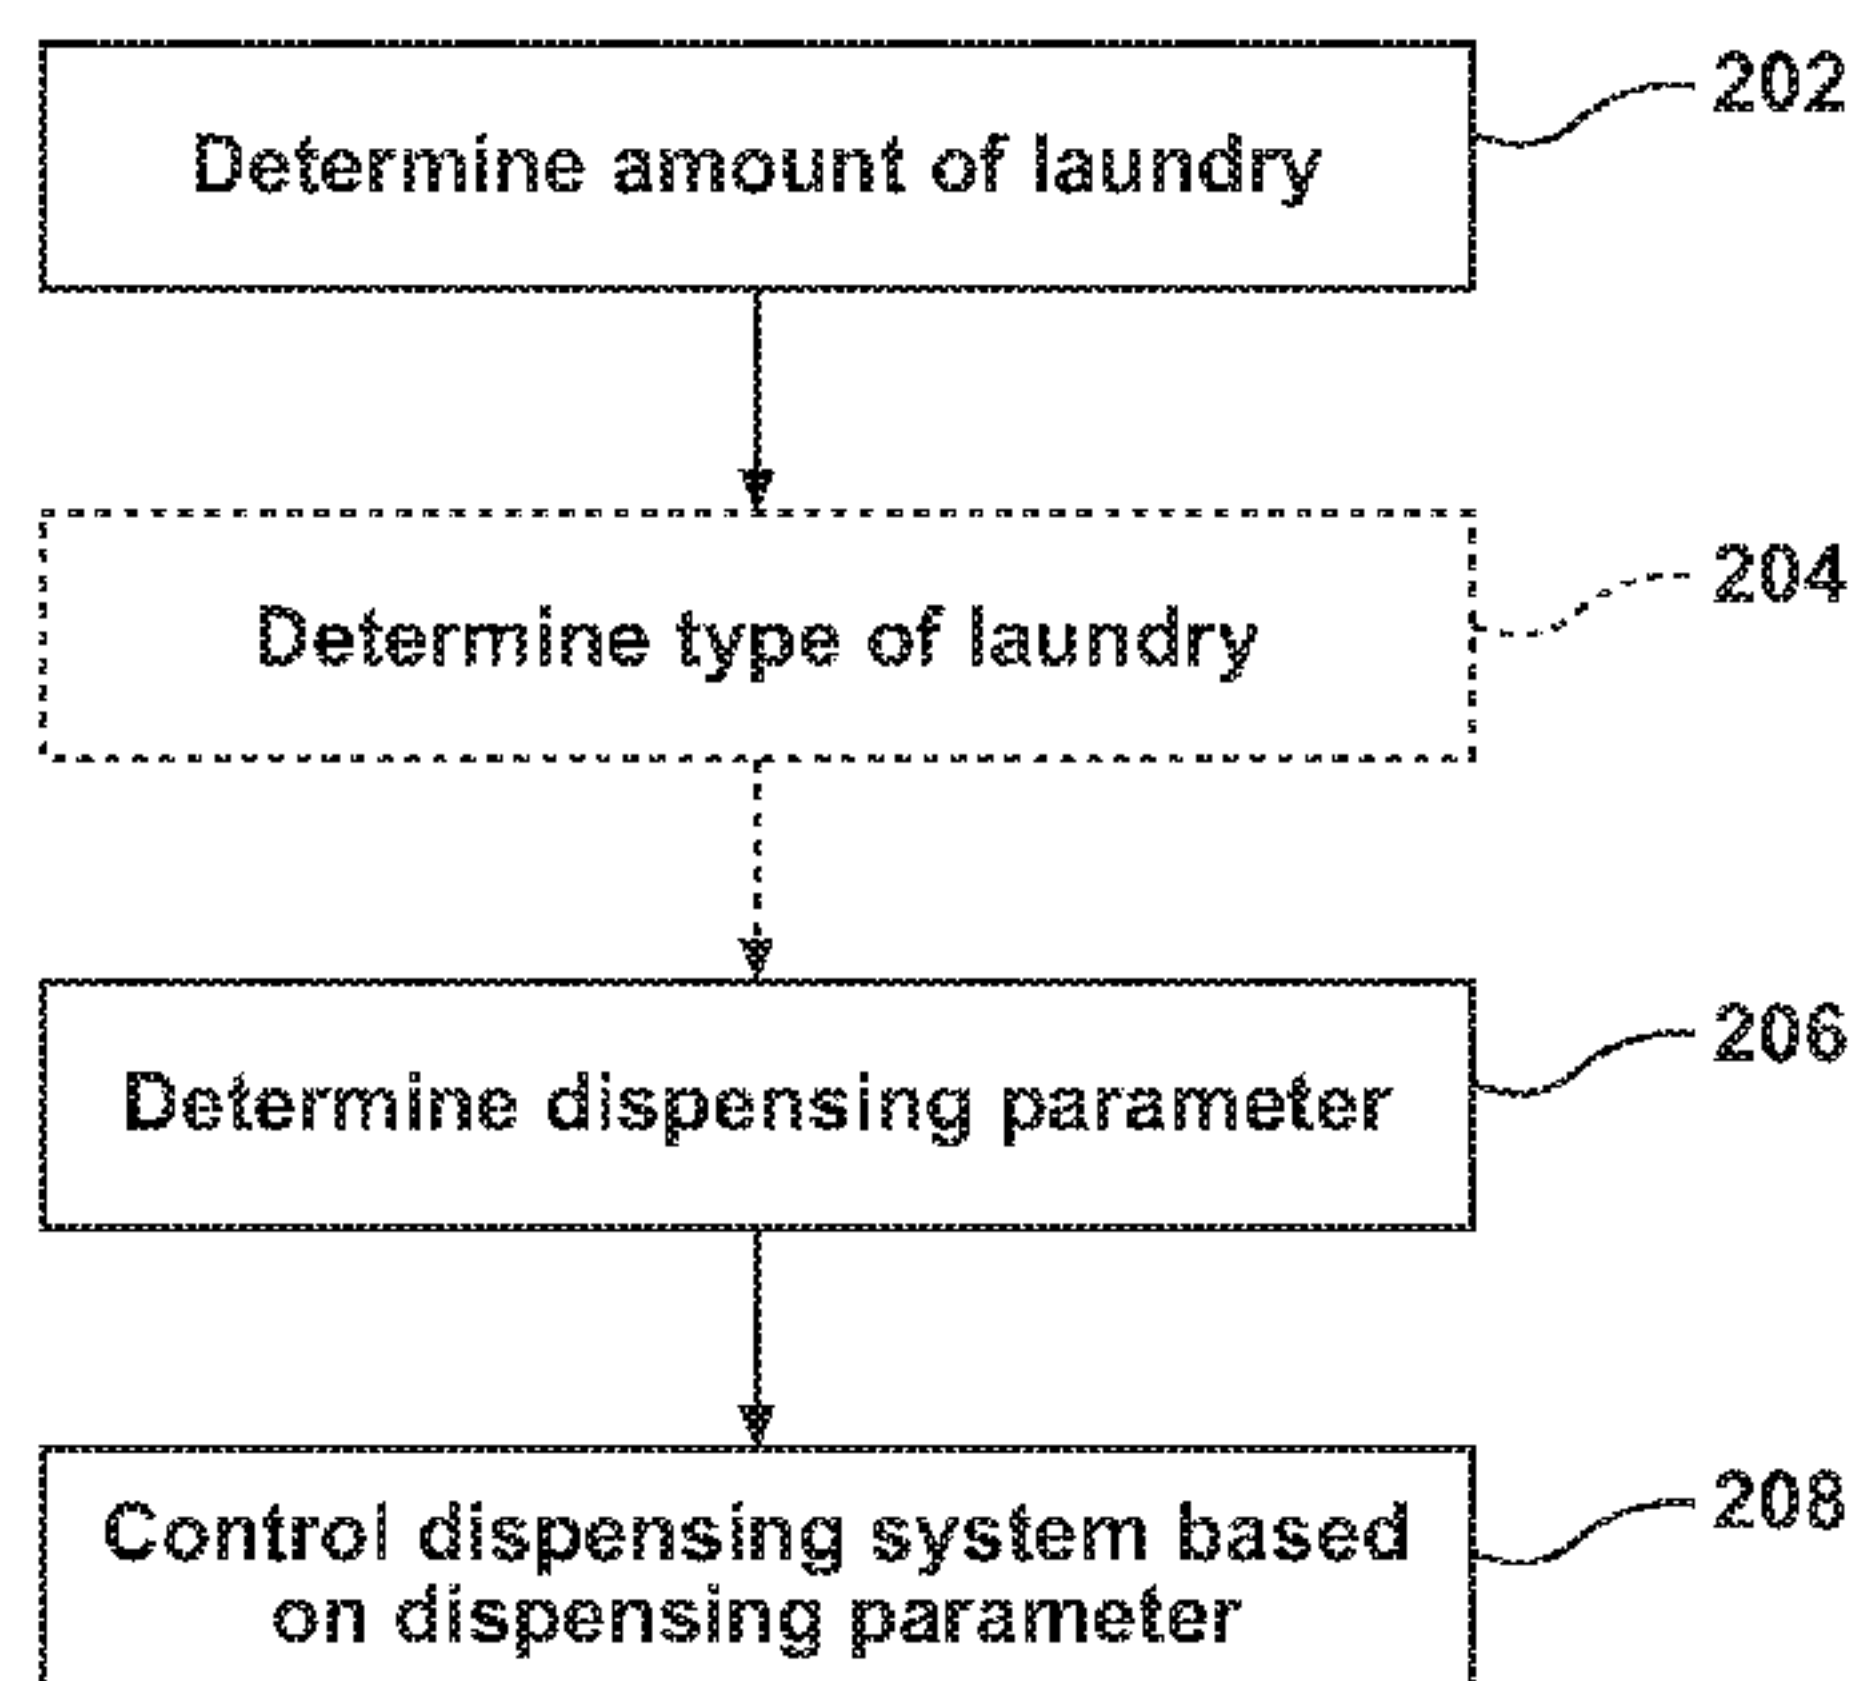 Determine amount of laundry
202
Determine type of laundry
204
Determine dispensing parameter
206
Control dispensing system based
on dispensing parameter
208